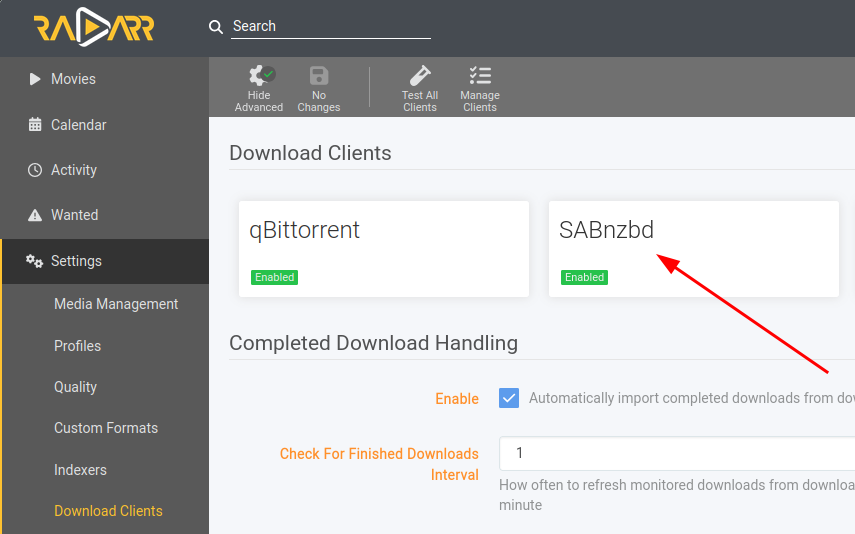 RADARR
Search
Movies
Calendar
Activity
Wanted
Settings
Media Management
Profiles
Quality
Custom Formats
Indexers
Download Clients
Hide
Advanced
No
Changes
Test All
Clients
Manage
Clients
Download Clients
qBittorrent
Enabled
SABnzbd
Enabled
Completed Download Handling
Enable
Automatically import completed downloads from
Check For Finished Downloads
Interval
1
How often to refresh monitored downloads from
minute